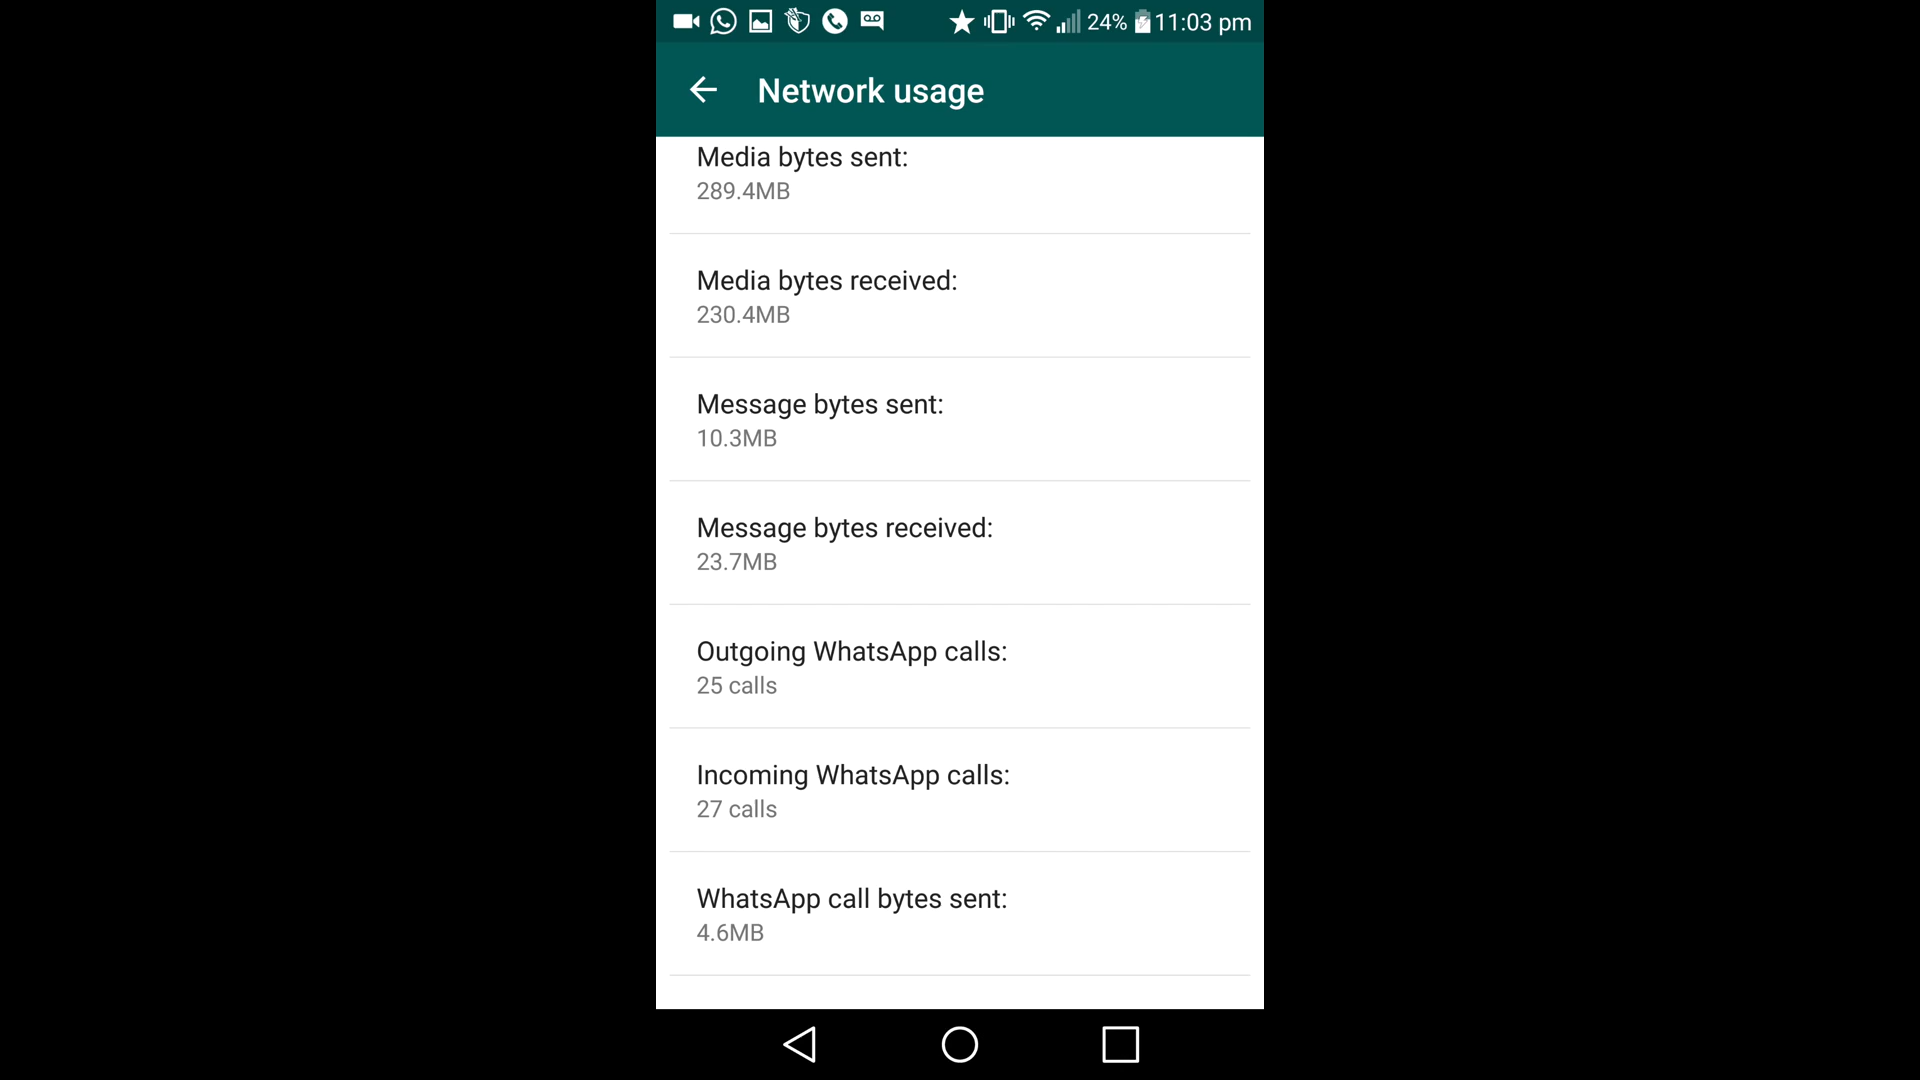 24% 11:03 pm
Network usage
Media bytes sent:
289.4MB
Media bytes received:
230.4MB
Message bytes sent:
10.3MB
Message bytes received:
23.7MB
Outgoing WhatsApp calls:
25 calls
Incoming WhatsApp calls:
27 calls
WhatsApp call bytes sent:
4.6MB